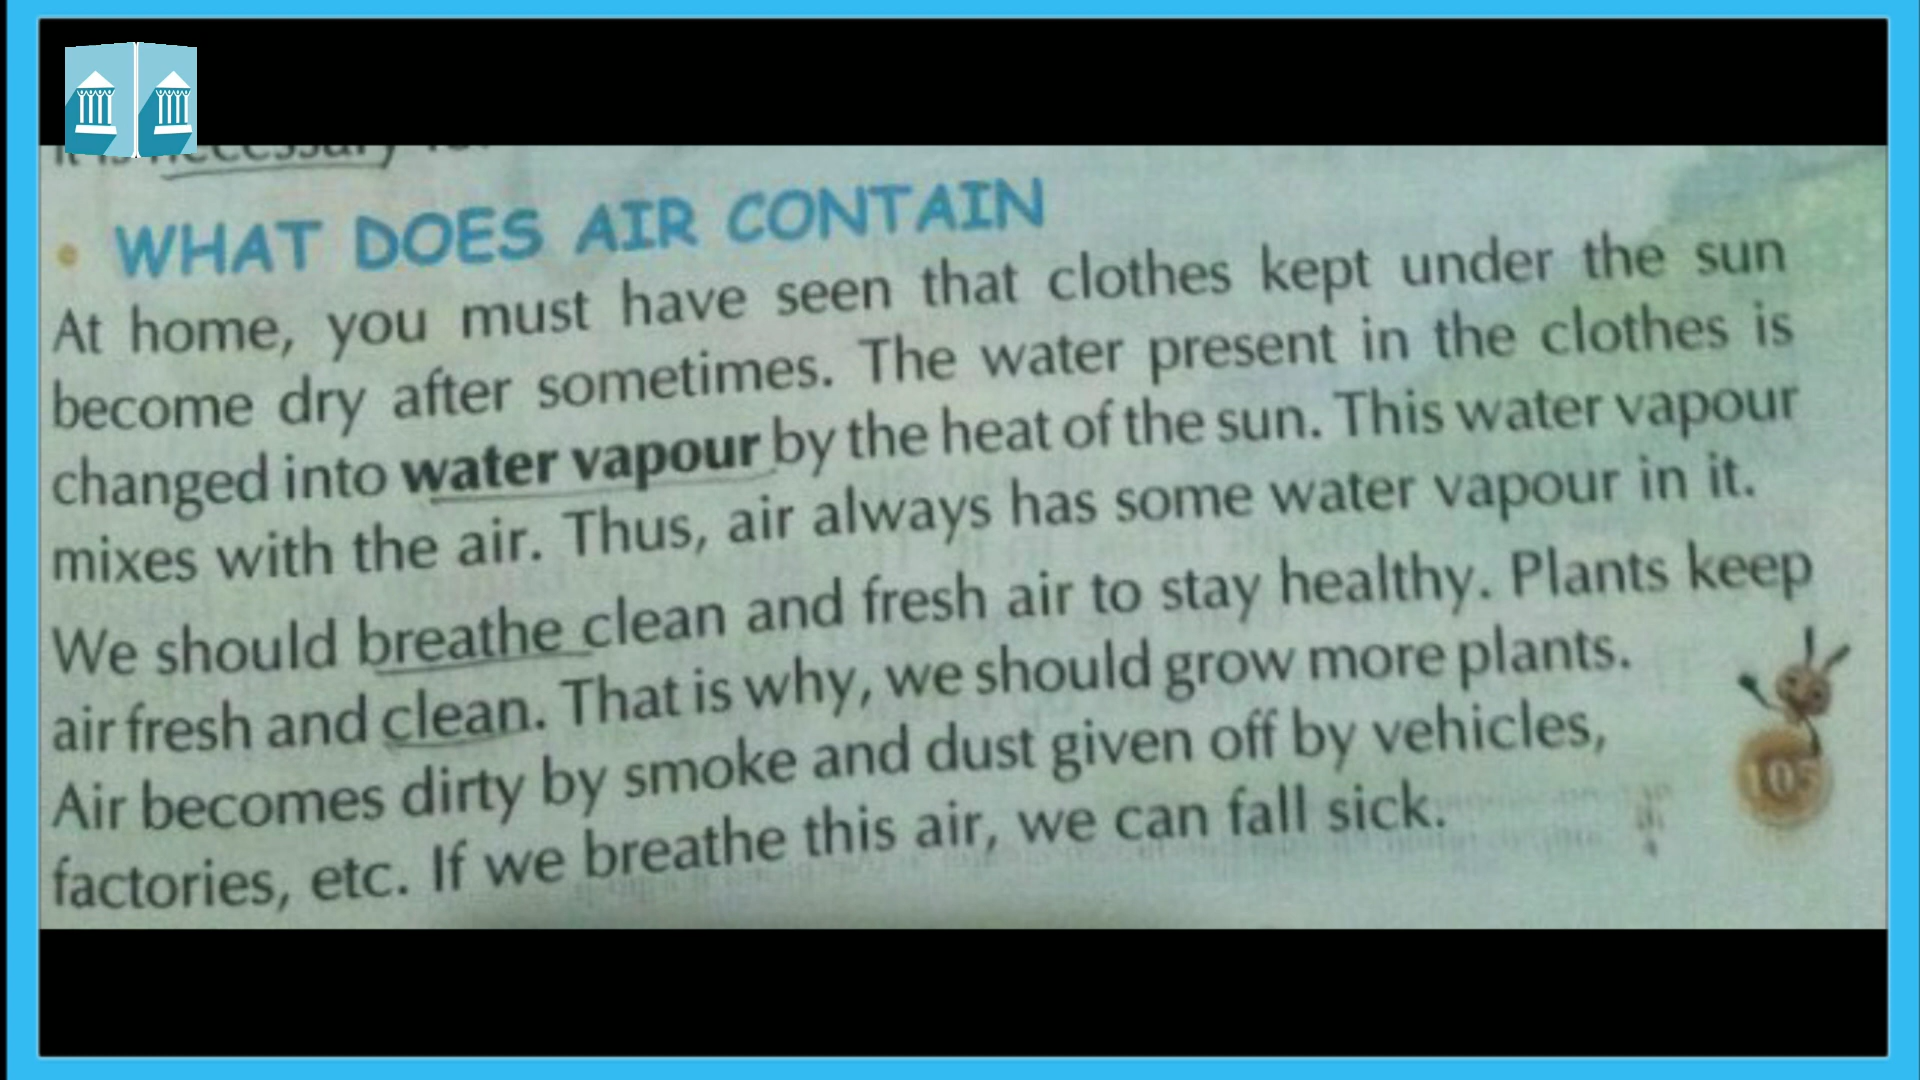 it is necessary
WHAT DOES AIR CONTAIN
At home, you must have seen that clothes kept under the sun
become dry after sometimes. The water present in the clothes is
changed into water vapour by the heat of the sun. This water vapour
mixes with the air. Thus, air always has some water vapour in it.
We should breathe clean and fresh air to stay healthy. Plants keep
air fresh and clean. That is why, we should grow more plants.
Air becomes dirty by smoke and dust given off by vehicles,
factories, etc. If we breathe this air, we can fall sick.
105